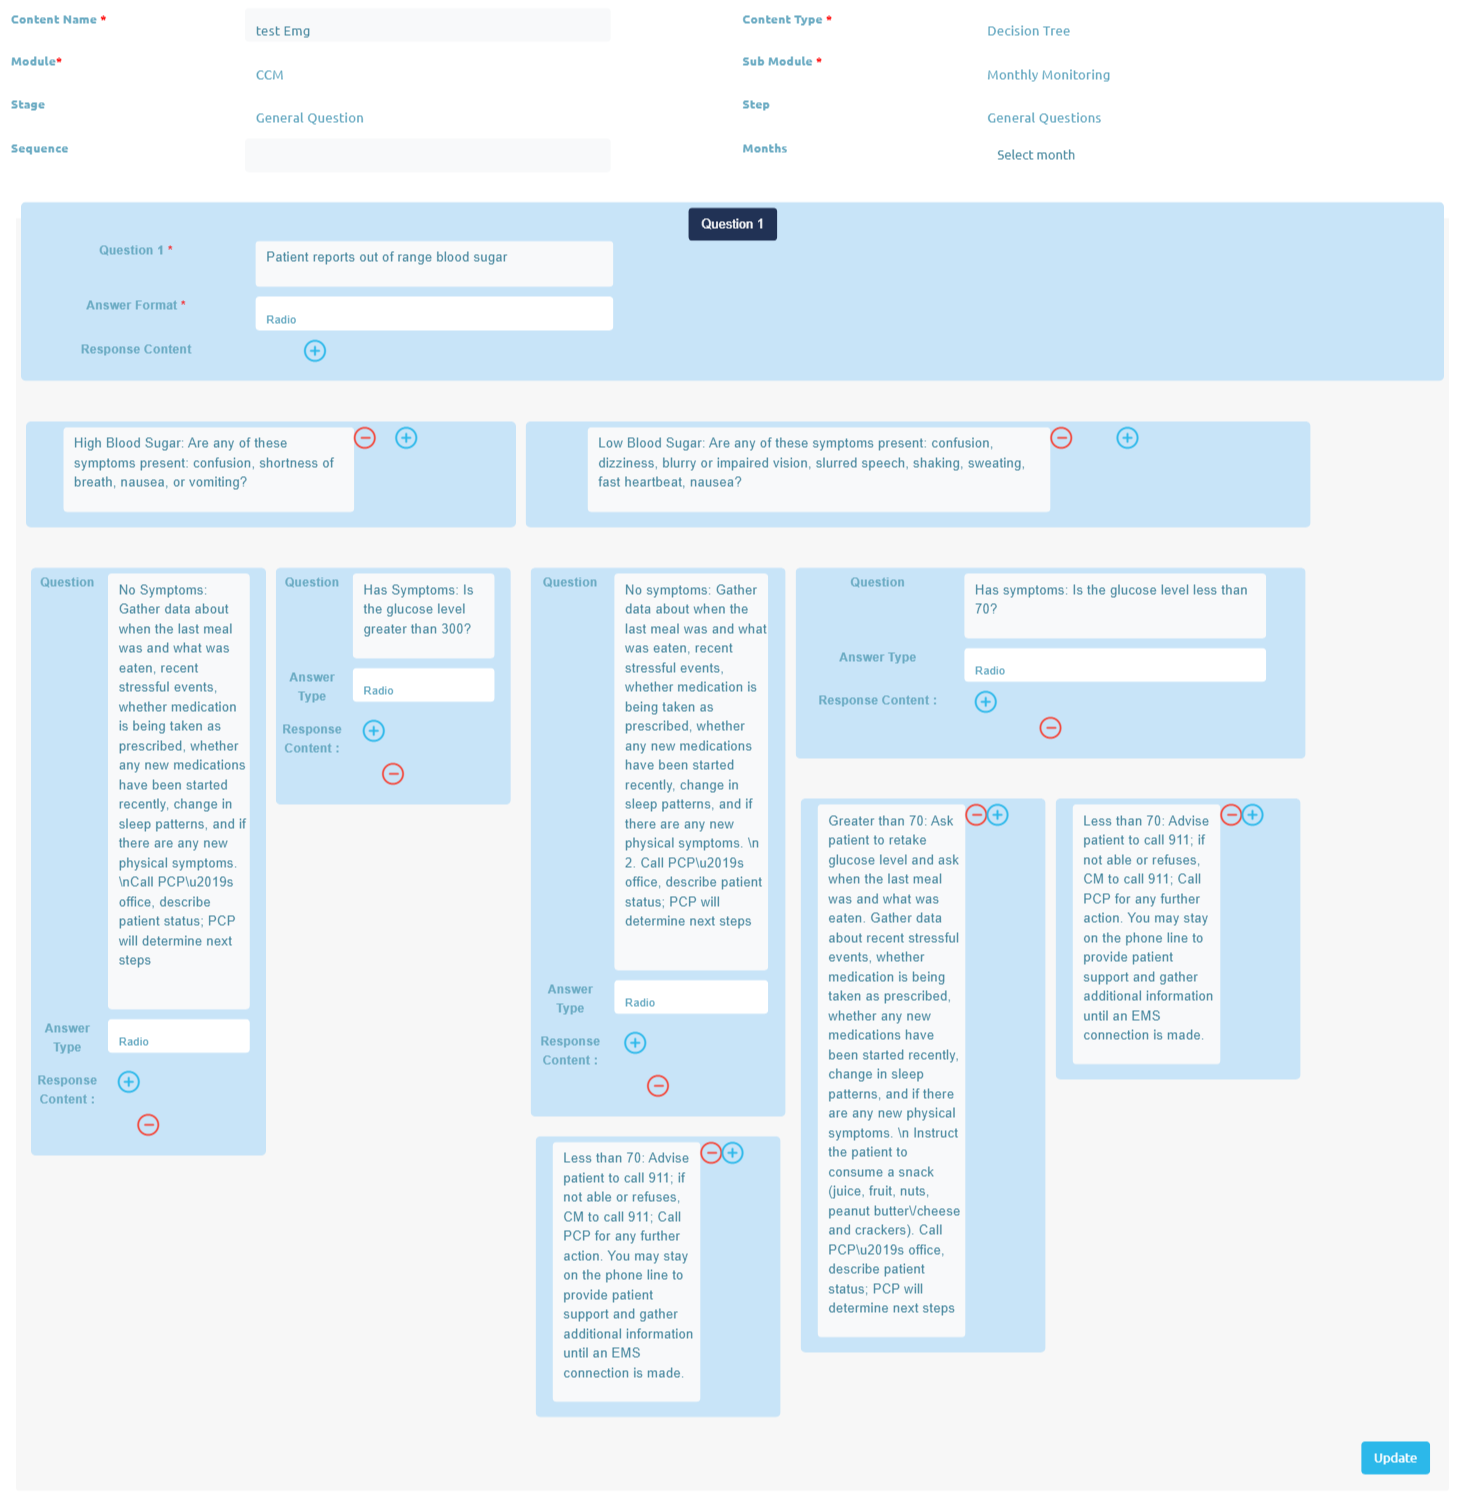 Content Name *
test Emg
Content Type *
Decision Tree
Module*
CCM
Sub Module *
Monthly Monitoring
Stage
General Question
Step
General Questions
Sequence
Months
Select month
Question 1
Question 1 *
Patient reports out of range blood sugar
Answer Format *
Radio
Response Content
High Blood Sugar: Are any of these
symptoms present: confusion, shortness of
breath, nausea, or vomiting?
Low Blood Sugar: Are any of these symptoms present: confusion,
dizziness, blurry or impaired vision, slurred speech, shaking, sweating,
fast heartbeat, nausea?
Question
No Symptoms:
Gather data about
when the last meal
was and what was
eaten, recent
stressful events,
whether medication
is being taken as
prescribed, whether
any new medications
have been started
recently, change in
sleep patterns, and if
there are any new
physical symptoms.
\nCall PCP\u2019s
office, describe
patient status; PCP
will determine next
steps
Answer
Type
Radio
Response
Content :
Question
Has Symptoms: Is
the glucose level
greater than 300?
Answer
Type
Radio
Response
Content :
Question
No symptoms: Gather
data about when the
last meal was and what
was eaten, recent
stressful events,
whether medication is
being taken as
prescribed, whether
any new medications
have been started
recently, change in
sleep patterns, and if
there are any new
physical symptoms. \n
2. Call PCP\u2019s
office, describe patient
status; PCP will
determine next steps
Answer
Type
Radio
Response
Content :
Less than 70: Advise
patient to call 911; if
not able or refuses,
CM to call 911; Call
PCP for any further
action. You may stay
on the phone line to
provide patient
support and gather
additional information
until an EMS
connection is made.
Question
Has symptoms: Is the glucose level less than
70?
Answer Type
Radio
Response Content :
Greater than 70: Ask
patient to retake
glucose level and ask
when the last meal
was and what was
eaten. Gather data
about recent stressful
events, whether
medication is being
taken as prescribed,
whether any new
medications have
been started recently,
change in sleep
patterns, and if there
are any new physical
symptoms. \n Instruct
the patient to
consume a snack
(juice, fruit, nuts,
peanut butter\/cheese
and crackers). Call
PCP\u2019s office,
describe patient
status; PCP will
determine next steps
Less than 70: Advise
patient to call 911; if
not able or refuses,
CM to call 911; Call
PCP for any further
action. You may stay
on the phone line to
provide patient
support and gather
additional information
until an EMS
connection is made.
Update